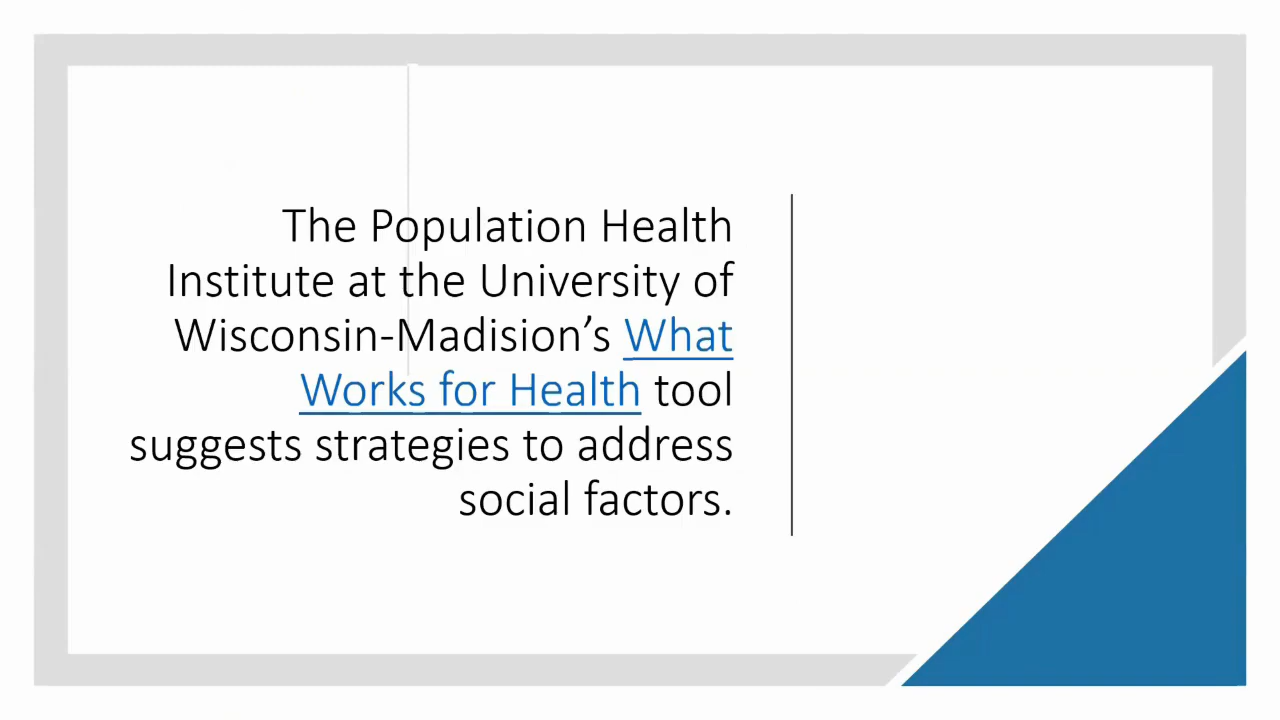 The Population Health
Institute at the University of
Wisconsin-Madision’s What
Works for Health tool
suggests strategies to address
social factors.